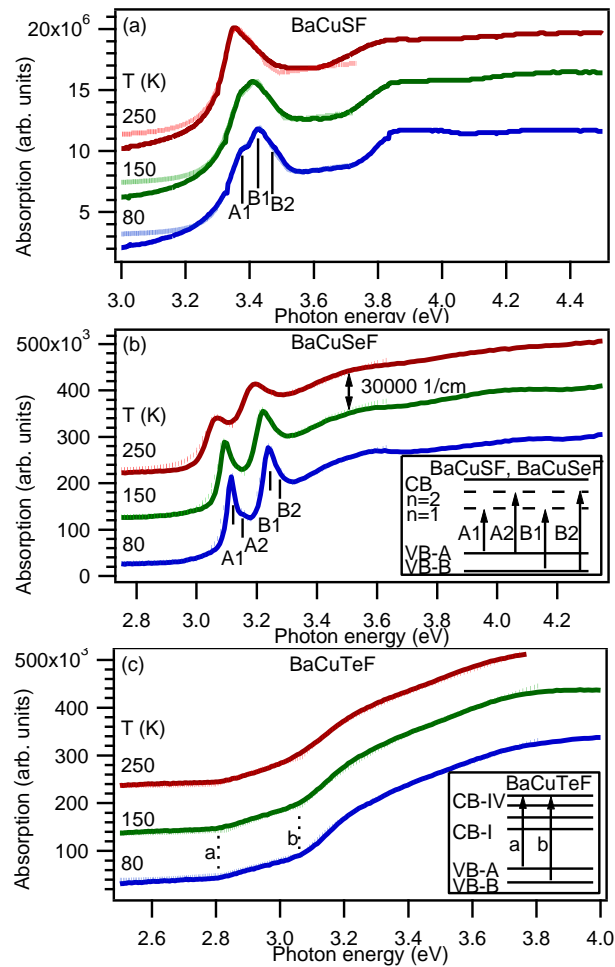 (a) BaCuSF
20x10⁶
15
10
5
Absorption (arb. units)
T (K)
250
150
80
A1
B1
B2
3.0 3.2 3.4 3.6 3.8 4.0 4.2 4.4
Photon energy (eV)
(b) BaCuSeF
500x10³
400
300
200
100
0
Absorption (arb. units)
T (K)
250
150
80
30000 1/cm
A1
A2
B1
B2
BaCuSF, BaCuSeF
CB
n=2
n=1
A1 A2 B1 B2
VB-A
VB-B
2.8 3.0 3.2 3.4 3.6 3.8 4.0 4.2
Photon energy (eV)
(c) BaCuTeF
500x10³
400
300
200
100
Absorption (arb. units)
T (K)
250
150
80
a
b
BaCuTeF
CB-IV
CB-I
a b
VB-A
VB-B
2.6 2.8 3.0 3.2 3.4 3.6 3.8 4.0
Photon energy (eV)